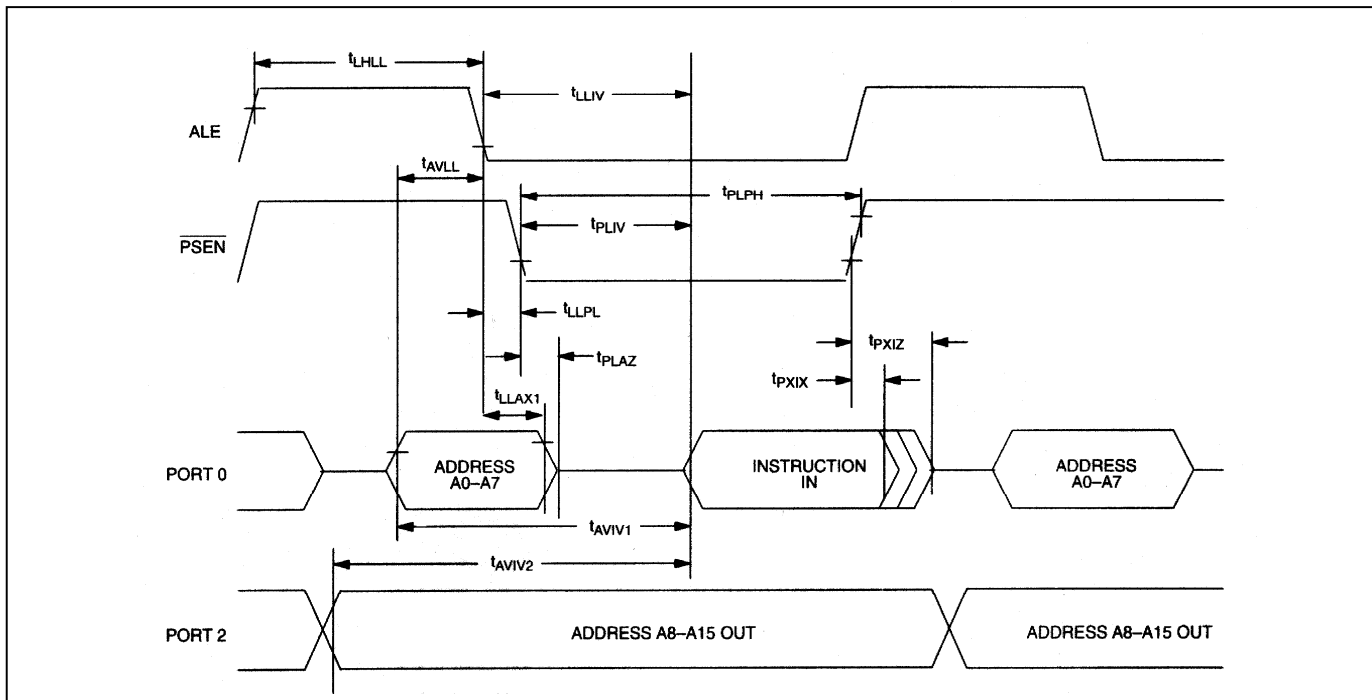 tLHLL
tLLIV
ALE
tAVLL
tPLPH
PSEN
tPLIV
tLLPL
tPLAZ
tPXIZ
tPXIX
tLLAX1
PORT 0
ADDRESS
A0–A7
INSTRUCTION
IN
ADDRESS
A0–A7
tAVIV1
tAVIV2
PORT 2
ADDRESS A8–A15 OUT
ADDRESS A8–A15 OUT